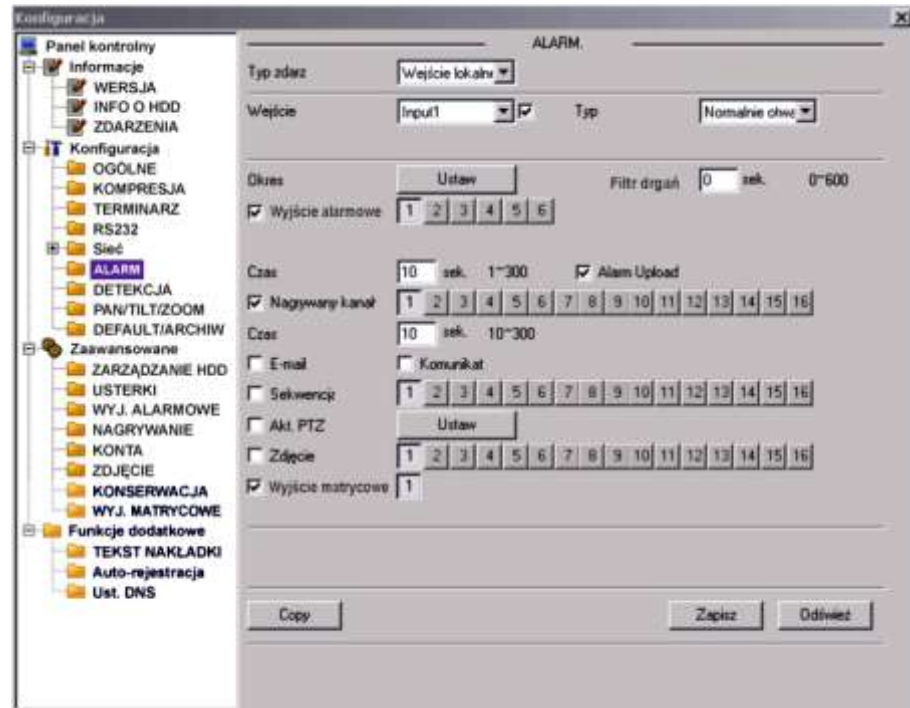 Konfiguracja
Panel kontrolny
Informacje
WERSJA
INFO O HDD
ZDARZENIA
Konfiguracja
OGÓLNE
KOMPRESJA
TERMINARZ
RS232
Sieć
ALARM
DETEKCJA
PAN/TILT/ZOOM
DEFAULT/ARCHIW
Zaawansowane
ZARZĄDZANIE HDD
USTERKI
WYJ. ALARMOWE
NAGRYWANIE
KONTA
ZDJĘCIE
KONSERWACJA
WYJ. MATRYCOWE
Funkcje dodatkowe
TEKST NAKŁADKI
Auto-rejestracja
Ust. DNS
ALARM.
Typ zdarz Wejście lokaln
Wejście Input1 Typ Normalnie otwa
Okres Ustaw Filtr drgań 0 sek. 0~600
Wyjście alarmowe 1 2 3 4 5 6
Czas 10 sek. 1~300 Alarm Upload
Nagrywany kanał 1 2 3 4 5 6 7 8 9 10 11 12 13 14 15 16
Czas 10 sek. 10~300
E-mail Komunikat
Sekwencja 1 2 3 4 5 6 7 8 9 10 11 12 13 14 15 16
Akt. PTZ Ustaw
Zdjęcie 1 2 3 4 5 6 7 8 9 10 11 12 13 14 15 16
Wyjście matrycowe 1
Copy Zapisz Odśwież